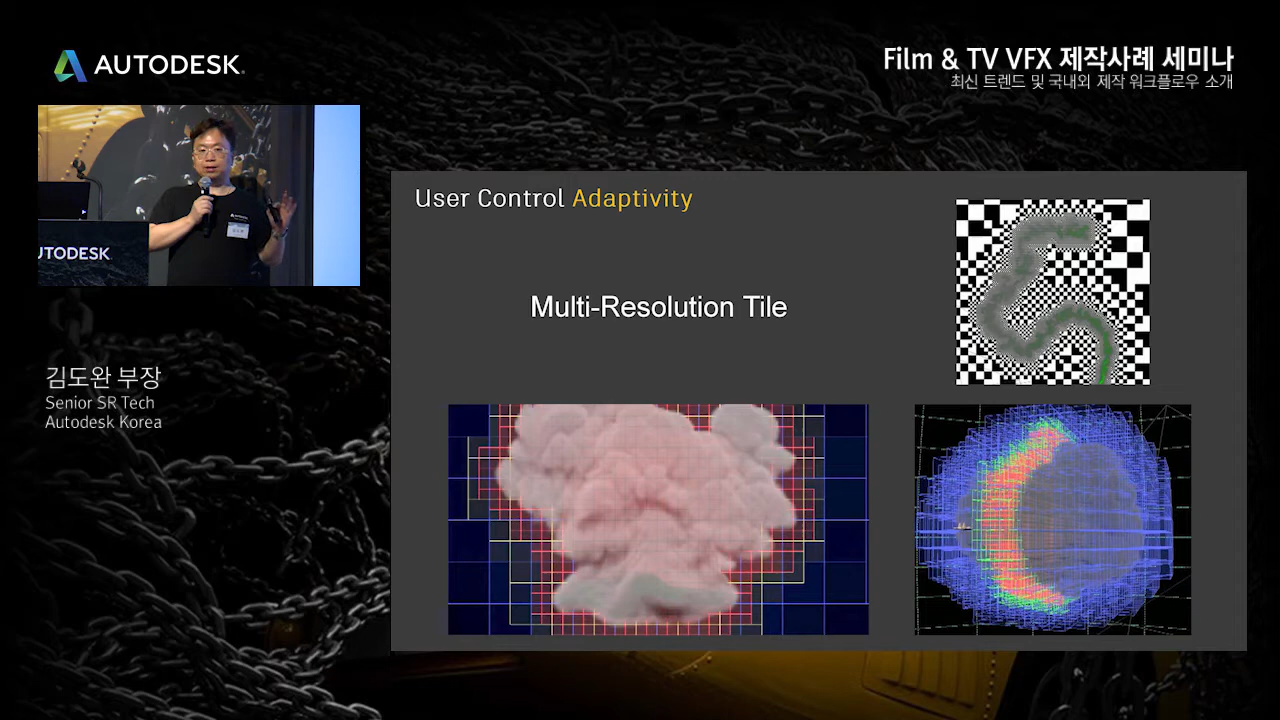 AUTODESK
Film & TV VFX 제작사례 세미나
최신 트렌드 및 국내외 제작 워크플로우 소개
UTODESK
김도완 부장
Senior SR Tech
Autodesk Korea
User Control Adaptivity
Multi-Resolution Tile